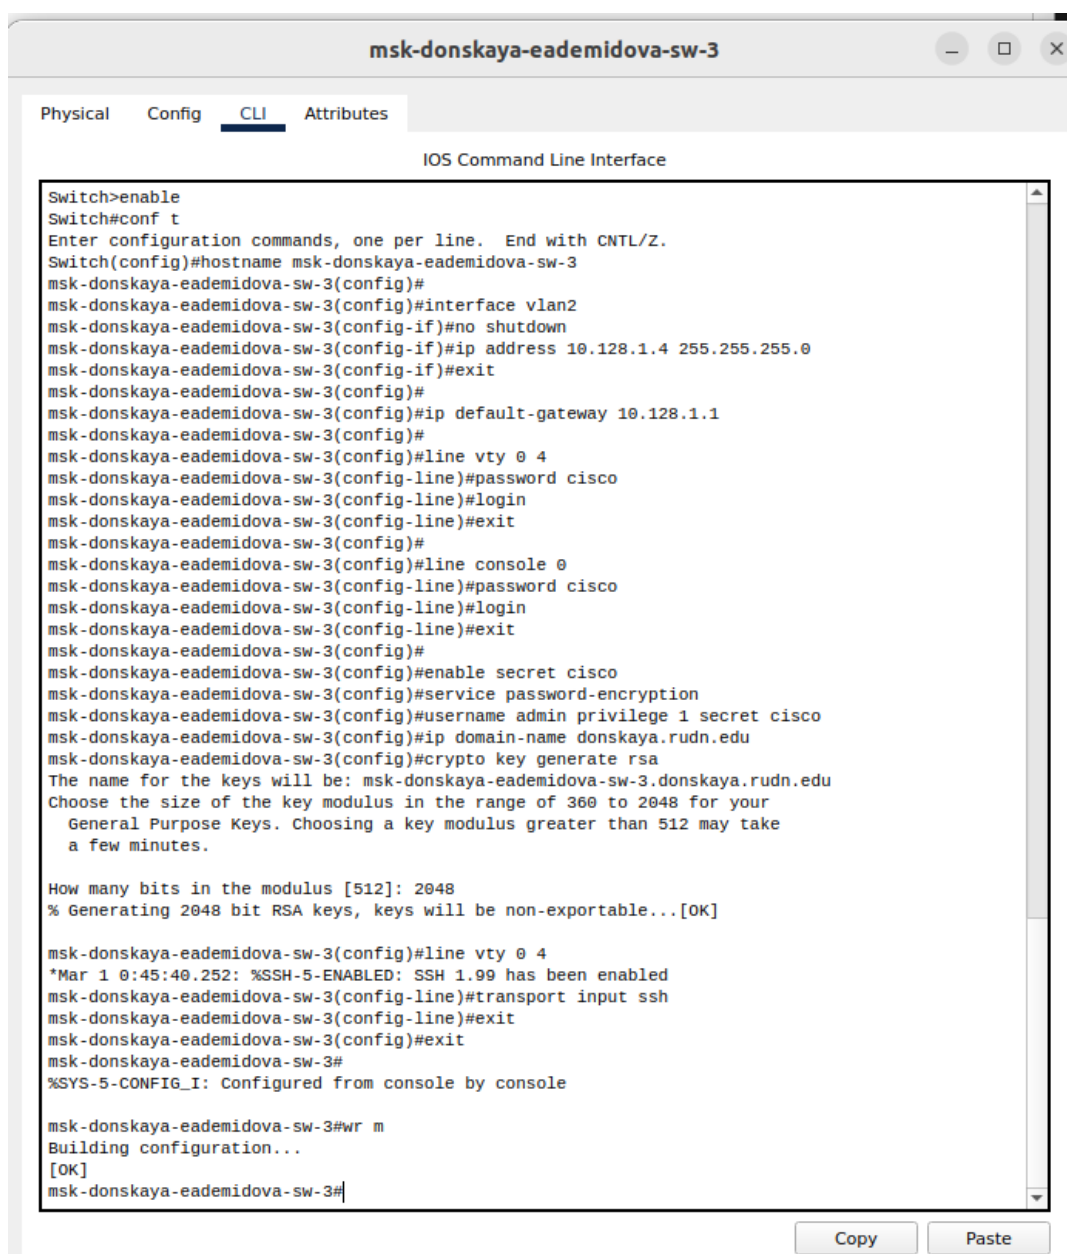 msk-donskaya-eademidova-sw-3
Physical Config CLI Attributes
IOS Command Line Interface
Switch>enable
Switch#conf t
Enter configuration commands, one per line.  End with CNTL/Z.
Switch(config)#hostname msk-donskaya-eademidova-sw-3
msk-donskaya-eademidova-sw-3(config)#
msk-donskaya-eademidova-sw-3(config)#interface vlan2
msk-donskaya-eademidova-sw-3(config-if)#no shutdown
msk-donskaya-eademidova-sw-3(config-if)#ip address 10.128.1.4 255.255.255.0
msk-donskaya-eademidova-sw-3(config-if)#exit
msk-donskaya-eademidova-sw-3(config)#
msk-donskaya-eademidova-sw-3(config)#ip default-gateway 10.128.1.1
msk-donskaya-eademidova-sw-3(config)#
msk-donskaya-eademidova-sw-3(config)#line vty 0 4
msk-donskaya-eademidova-sw-3(config-line)#password cisco
msk-donskaya-eademidova-sw-3(config-line)#login
msk-donskaya-eademidova-sw-3(config-line)#exit
msk-donskaya-eademidova-sw-3(config)#
msk-donskaya-eademidova-sw-3(config)#line console 0
msk-donskaya-eademidova-sw-3(config-line)#password cisco
msk-donskaya-eademidova-sw-3(config-line)#login
msk-donskaya-eademidova-sw-3(config-line)#exit
msk-donskaya-eademidova-sw-3(config)#
msk-donskaya-eademidova-sw-3(config)#enable secret cisco
msk-donskaya-eademidova-sw-3(config)#service password-encryption
msk-donskaya-eademidova-sw-3(config)#username admin privilege 1 secret cisco
msk-donskaya-eademidova-sw-3(config)#ip domain-name donskaya.rudn.edu
msk-donskaya-eademidova-sw-3(config)#crypto key generate rsa
The name for the keys will be: msk-donskaya-eademidova-sw-3.donskaya.rudn.edu
Choose the size of the key modulus in the range of 360 to 2048 for your
General Purpose Keys. Choosing a key modulus greater than 512 may take
a few minutes.
How many bits in the modulus [512]: 2048
% Generating 2048 bit RSA keys, keys will be non-exportable...[OK]
msk-donskaya-eademidova-sw-3(config)#line vty 0 4
*Mar 1 0:45:40.252: %SSH-5-ENABLED: SSH 1.99 has been enabled
msk-donskaya-eademidova-sw-3(config-line)#transport input ssh
msk-donskaya-eademidova-sw-3(config-line)#exit
msk-donskaya-eademidova-sw-3(config)#exit
msk-donskaya-eademidova-sw-3#
%SYS-5-CONFIG_I: Configured from console by console
msk-donskaya-eademidova-sw-3#wr m
Building configuration...
[OK]
msk-donskaya-eademidova-sw-3#
Copy Paste